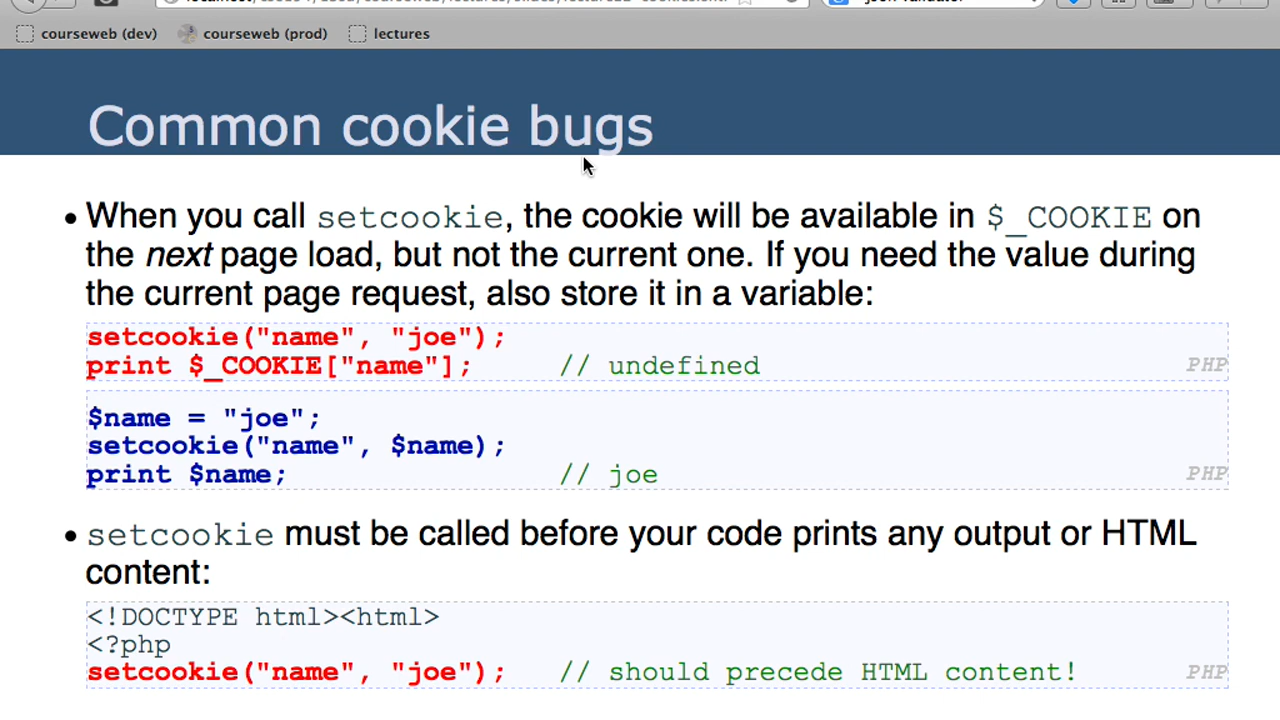 courseweb (dev) courseweb (prod) lectures
Common cookie bugs
• When you call setcookie, the cookie will be available in $_COOKIE on
the next page load, but not the current one. If you need the value during
the current page request, also store it in a variable:
setcookie("name", "joe");
print $_COOKIE["name"]; // undefined PHP
$name = "joe";
setcookie("name", $name);
print $name; // joe PHP
• setcookie must be called before your code prints any output or HTML
content:
<!DOCTYPE html><html>
<?php
setcookie("name", "joe"); // should precede HTML content! PHP